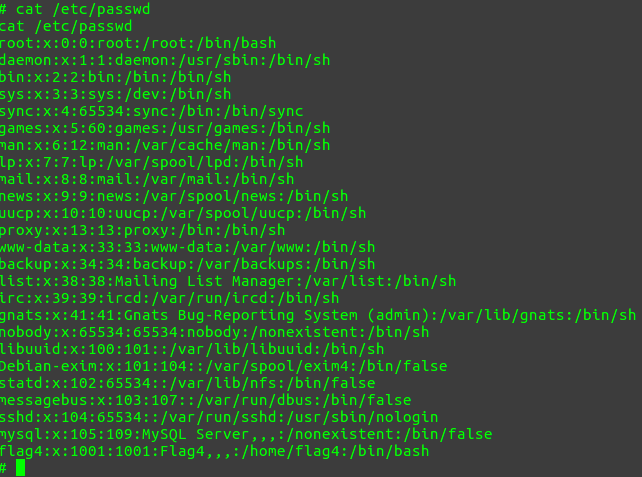 # cat /etc/passwd
cat /etc/passwd
root:x:0:0:root:/root:/bin/bash
daemon:x:1:1:daemon:/usr/sbin:/bin/sh
bin:x:2:2:bin:/bin:/bin/sh
sys:x:3:3:sys:/dev:/bin/sh
sync:x:4:65534:sync:/bin:/bin/sync
games:x:5:60:games:/usr/games:/bin/sh
man:x:6:12:man:/var/cache/man:/bin/sh
lp:x:7:7:lp:/var/spool/lpd:/bin/sh
mail:x:8:8:mail:/var/mail:/bin/sh
news:x:9:9:news:/var/spool/news:/bin/sh
uucp:x:10:10:uucp:/var/spool/uucp:/bin/sh
proxy:x:13:13:proxy:/bin:/bin/sh
www-data:x:33:33:www-data:/var/www:/bin/sh
backup:x:34:34:backup:/var/backups:/bin/sh
list:x:38:38:Mailing List Manager:/var/list:/bin/sh
irc:x:39:39:ircd:/var/run/ircd:/bin/sh
gnats:x:41:41:Gnats Bug-Reporting System (admin):/var/lib/gnats:/bin/sh
nobody:x:65534:65534:nobody:/nonexistent:/bin/sh
libuuid:x:100:101::/var/lib/libuuid:/bin/sh
Debian-exim:x:101:104::/var/spool/exim4:/bin/false
statd:x:102:65534::/var/lib/nfs:/bin/false
messagebus:x:103:107::/var/run/dbus:/bin/false
sshd:x:104:65534::/var/run/sshd:/usr/sbin/nologin
mysql:x:105:109:MySQL Server,,,:/nonexistent:/bin/false
flag4:x:1001:1001:Flag4,,,:/home/flag4:/bin/bash
#